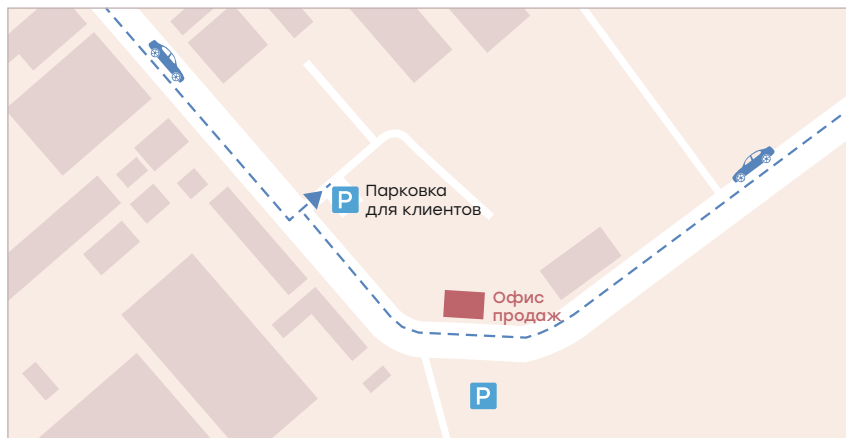 P
Парковка
для клиентов
Офис
продаж
P